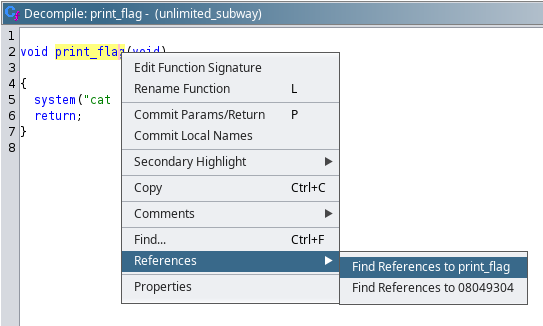 Decompile: print_flag - (unlimited_subway)
1
2 void print_flag(void)
3
4 {
5 system("cat
6 return;
7 }
8
Edit Function Signature
Rename Function L
Commit Params/Return P
Commit Local Names
Secondary Highlight
Copy Ctrl+C
Comments
Find... Ctrl+F
References
Properties
Find References to print_flag
Find References to 08049304